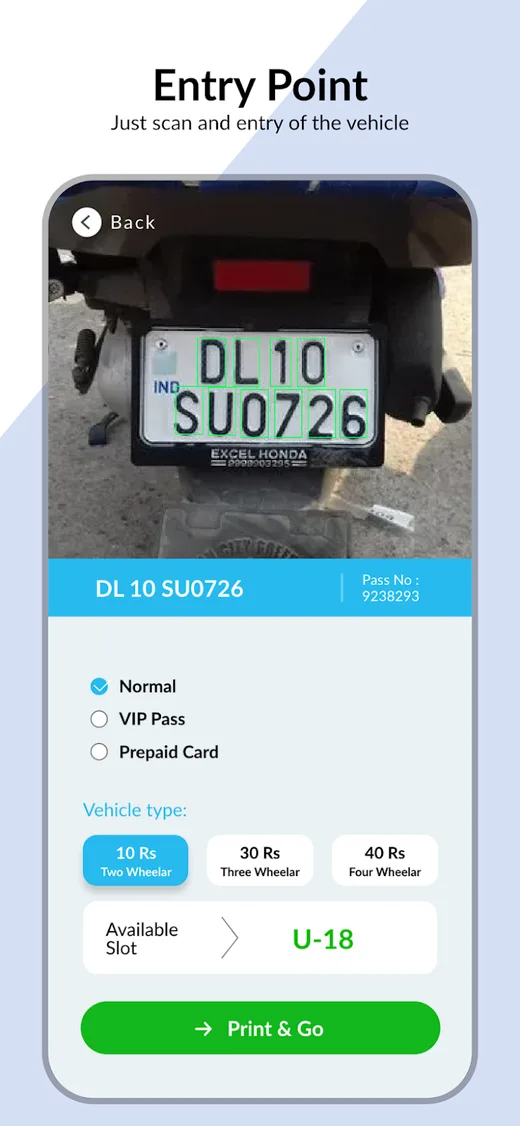 Entry Point
Just scan and entry of the vehicle
Back
DL 10
IND
SU0726
EXCEL HONDA
9999903295
DL 10 SU0726
Pass No :
9238293
Normal
VIP Pass
Prepaid Card
Vehicle type:
10 Rs
Two Wheelar
30 Rs
Three Wheelar
40 Rs
Four Wheelar
Available
Slot
U-18
Print & Go